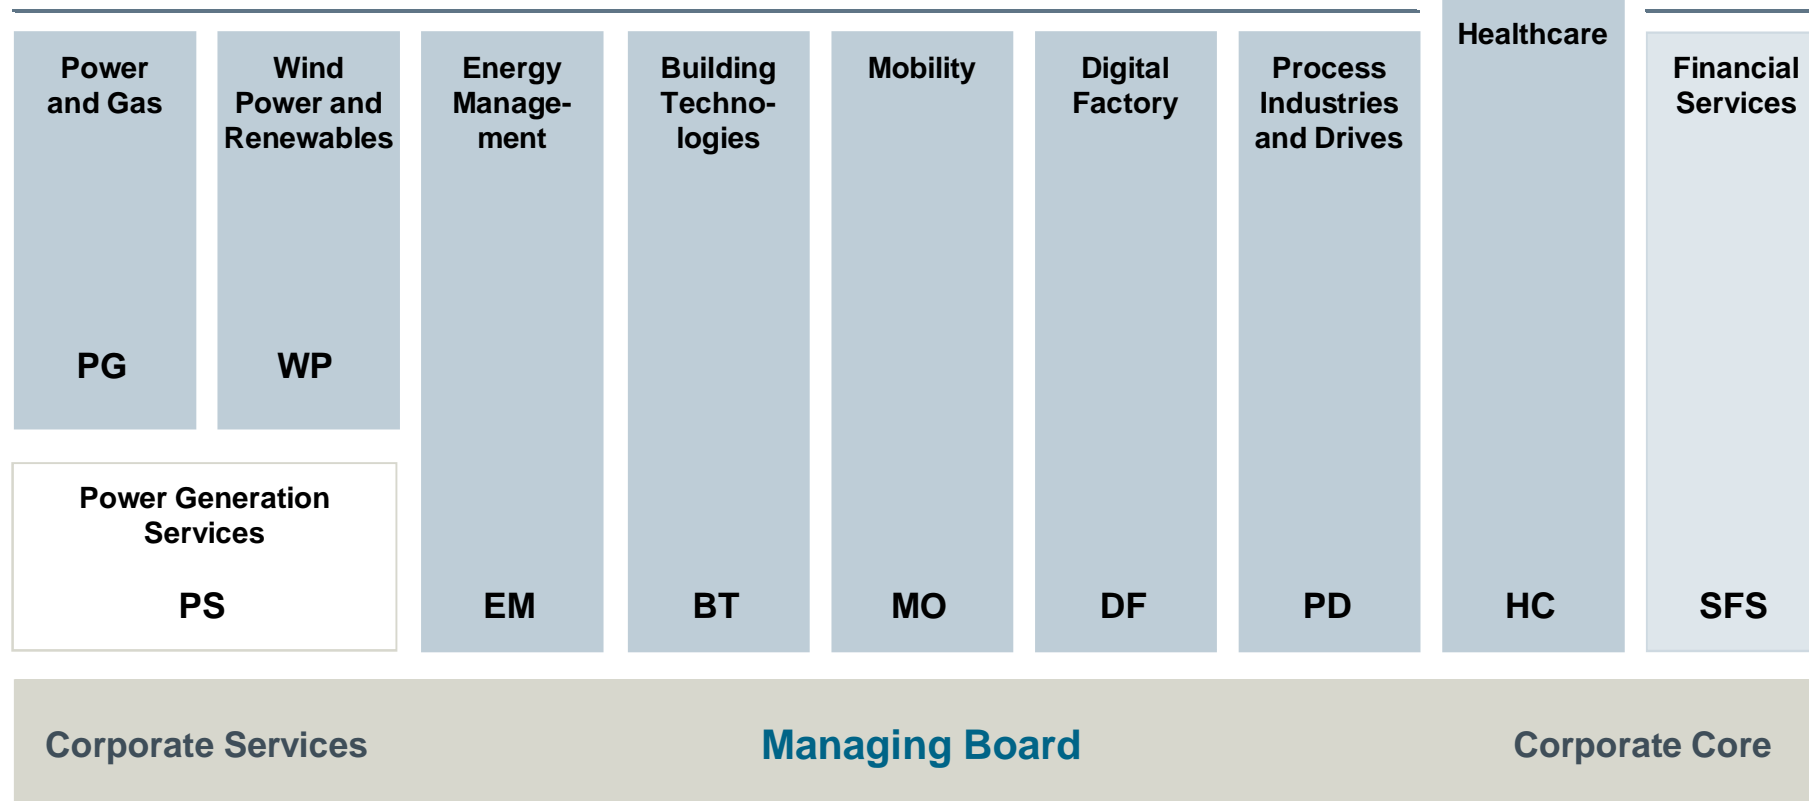 Power
and Gas
PG
Wind
Power and
Renewables
WP
Power Generation
Services
PS
Energy
Manage-
ment
EM
Building
Techno-
logies
BT
Mobility
MO
Digital
Factory
DF
Process
Industries
and Drives
PD
Healthcare
HC
Financial
Services
SFS
Corporate Services
Managing Board
Corporate Core